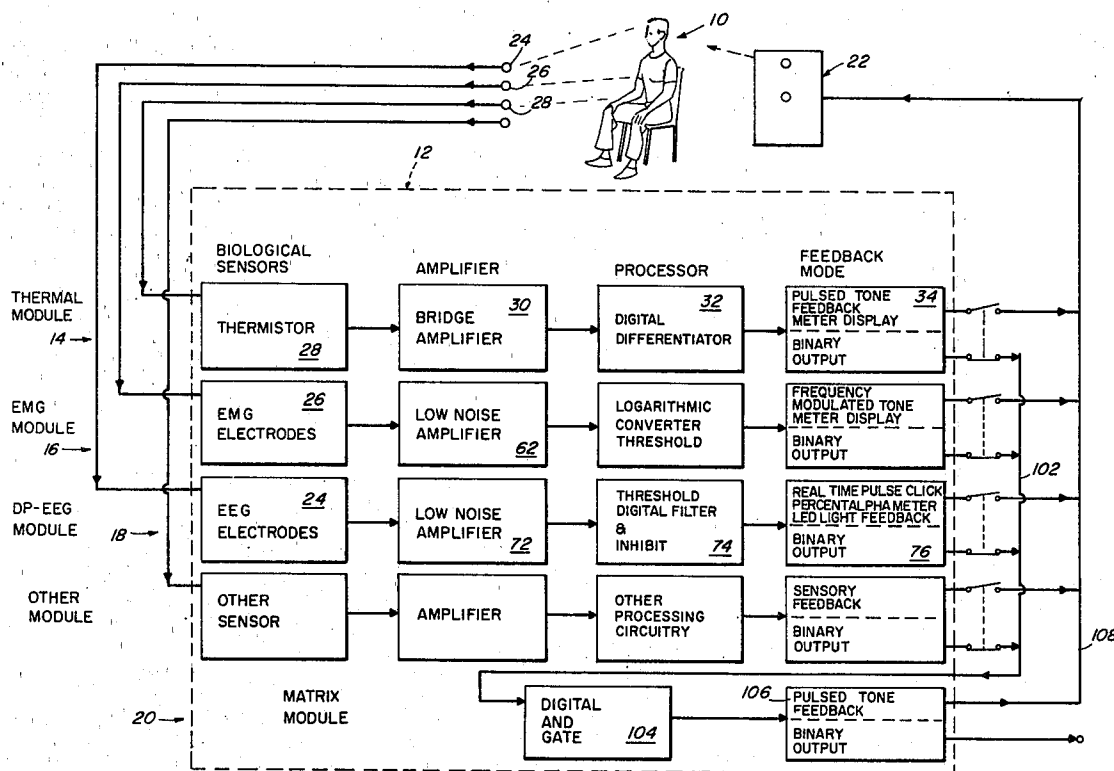 24
10
26
22
28
12
BIOLOGICAL
SENSORS
AMPLIFIER
PROCESSOR
FEEDBACK
MODE
THERMAL
MODULE
14
THERMISTOR
28
30
BRIDGE
AMPLIFIER
32
DIGITAL
DIFFERENTIATOR
PULSED TONE
FEEDBACK
METER DISPLAY
34
BINARY
OUTPUT
EMG
MODULE
16
26
EMG
ELECTRODES
LOW NOISE
AMPLIFIER
62
LOGARITHMIC
CONVERTER
THRESHOLD
FREQUENCY
MODULATED TONE
METER DISPLAY
BINARY
OUTPUT
102
DP-EEG
MODULE
18
24
EEG
ELECTRODES
LOW NOISE
AMPLIFIER
72
THRESHOLD
DIGITAL FILTER
&
INHIBIT
74
REAL TIME PULSE CLICK
PERCENTALPHA METER
LED LIGHT FEEDBACK
BINARY
OUTPUT
76
OTHER
MODULE
OTHER
SENSOR
AMPLIFIER
OTHER
PROCESSING
CIRCUITRY
SENSORY
FEEDBACK
BINARY
OUTPUT
108
20
MATRIX
MODULE
DIGITAL
AND
GATE
104
106
PULSED TONE
FEEDBACK
BINARY
OUTPUT